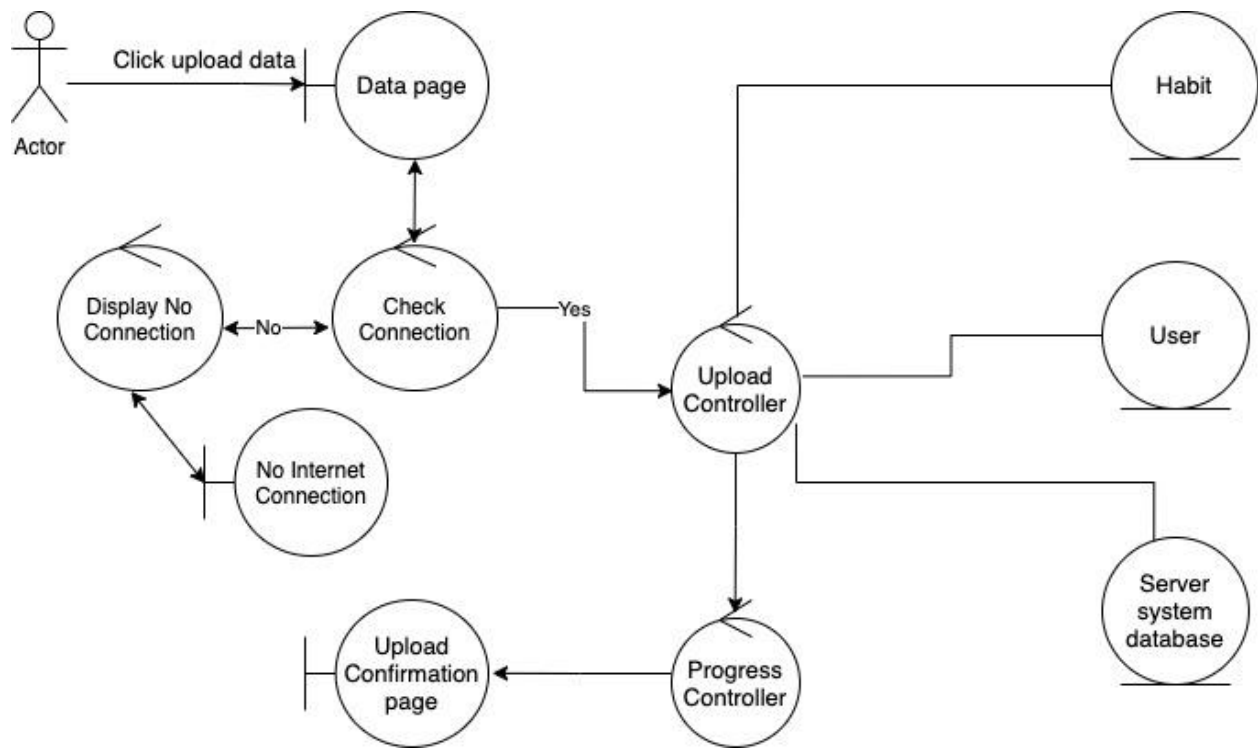 Click upload data
Data page
Habit
Actor
Display No
Connection
No
Check
Connection
Yes
User
Upload
Controller
No Internet
Connection
Server
system
database
Upload
Confirmation
page
Progress
Controller